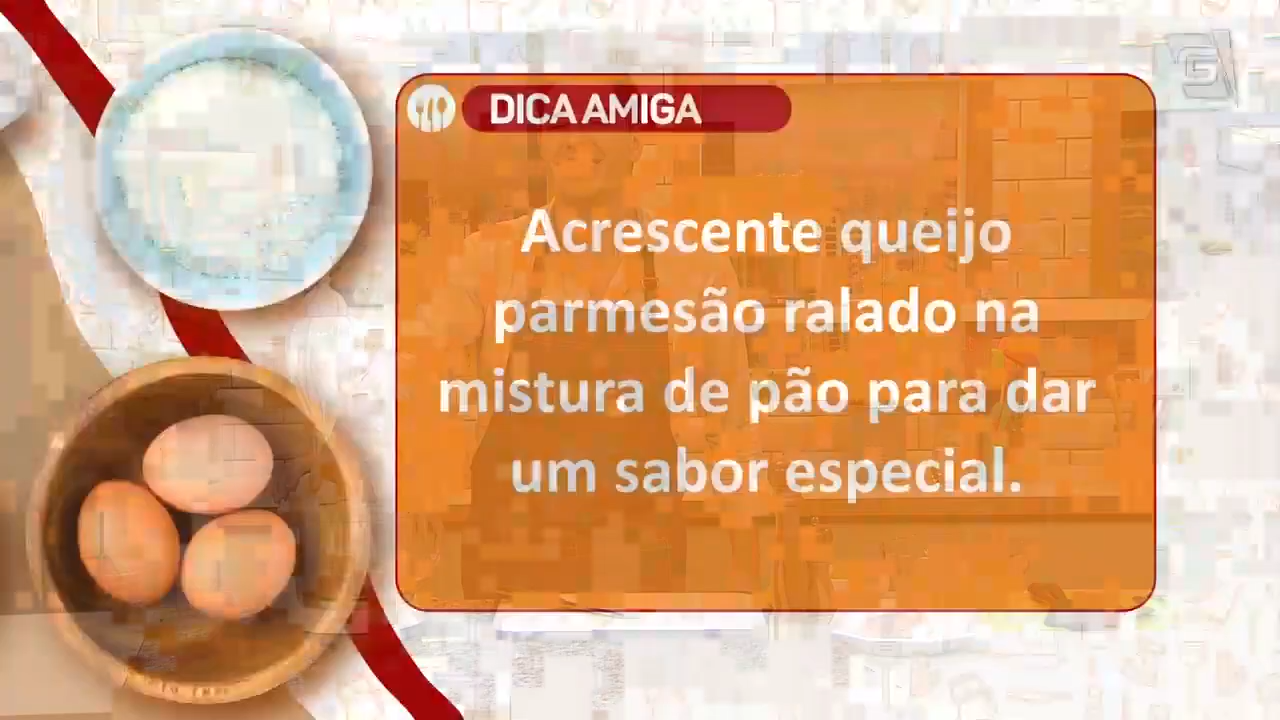 DICA AMIGA
Acrescente queijo
parmesão ralado na
mistura de pão para dar
um sabor especial.